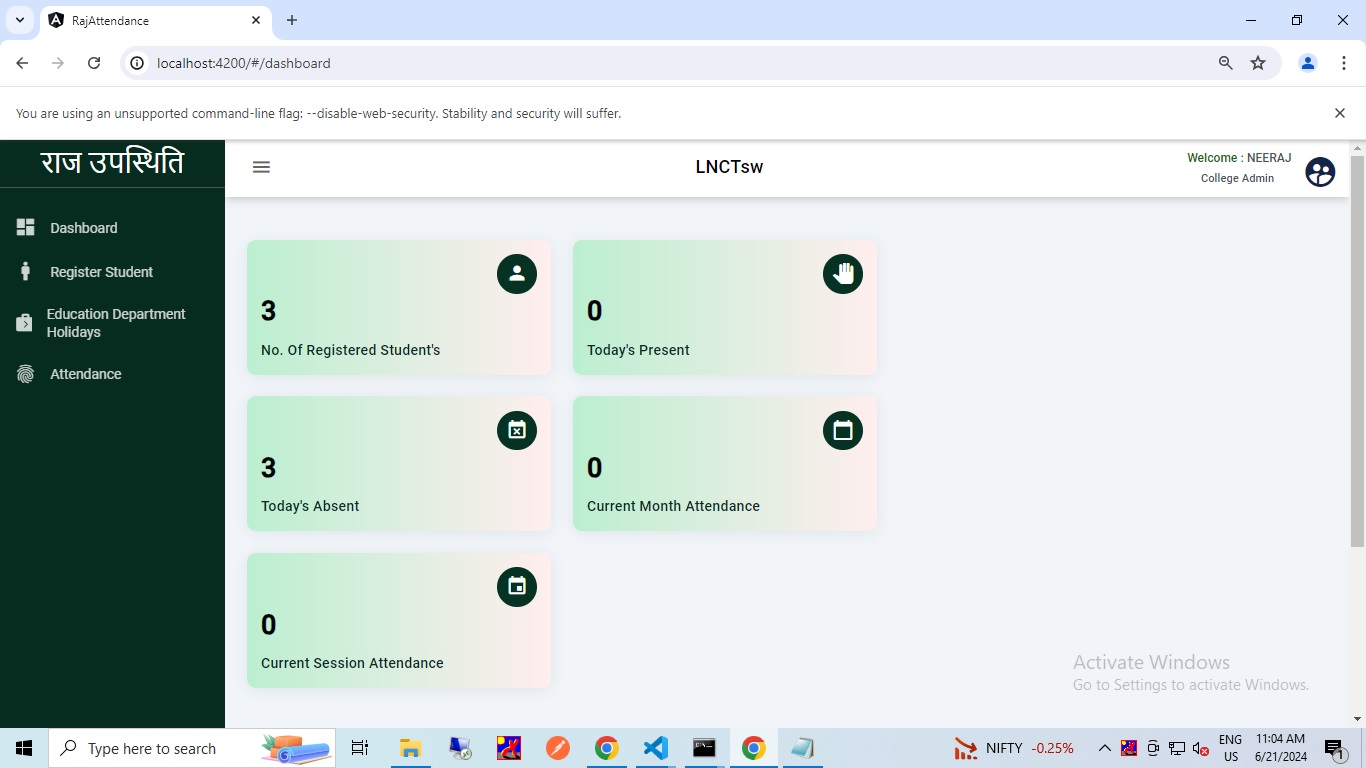 RajAttendance
localhost:4200/#/dashboard
You are using an unsupported command-line flag: --disable-web-security. Stability and security will suffer.
राज उपस्थिति
LNCTsw
Welcome : NEERAJ
College Admin
Dashboard
Register Student
Education Department
Holidays
Attendance
3
No. Of Registered Student's
0
Today's Present
3
Today's Absent
0
Current Month Attendance
0
Current Session Attendance
Activate Windows
Go to Settings to activate Windows.
Type here to search
NIFTY -0.25%
ENG
US
11:04 AM
6/21/2024
1